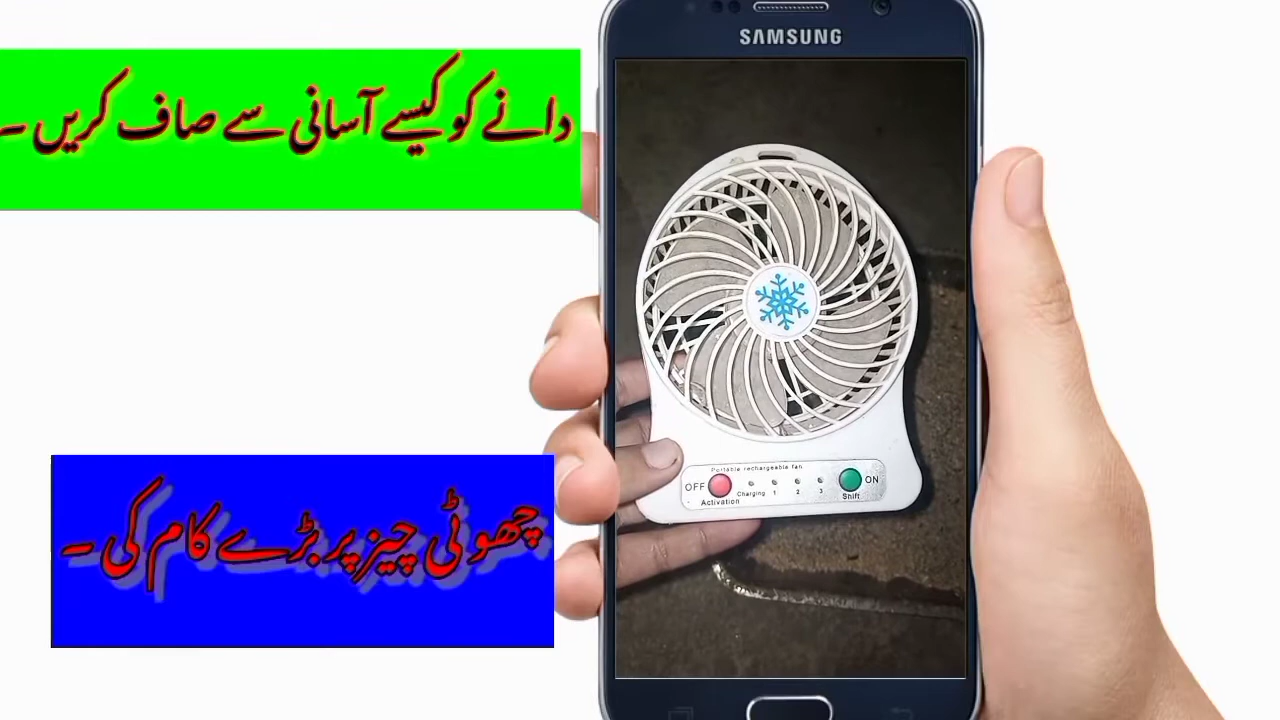 دانے کو کیسے آسانی سے صاف کریں ۔
چھوٹی چیز پر بڑے کام کی ۔
SAMSUNG
Portable rechargeable fan
OFF
ON
Activation
Charging
1
2
3
Shift